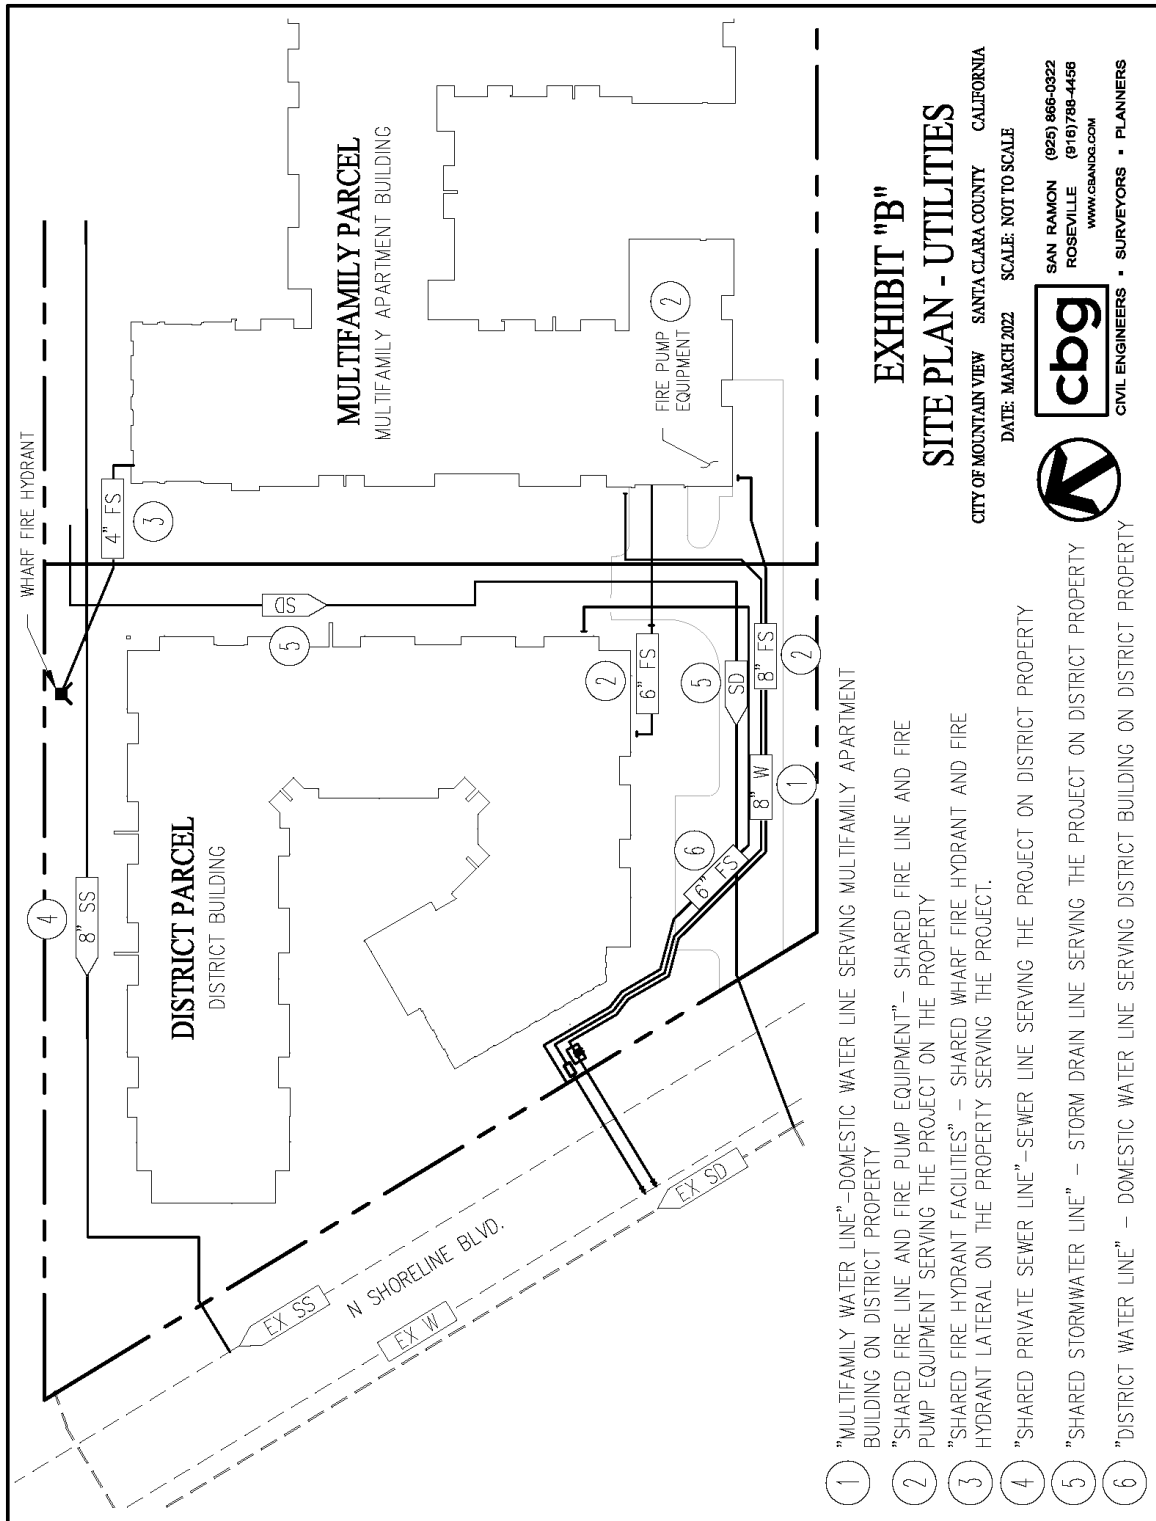 WHARF FIRE HYDRANT
4" FS
3
MULTIFAMILY PARCEL
MULTIFAMILY APARTMENT BUILDING
FIRE PUMP
EQUIPMENT
2
SD
5
4
8" SS
DISTRICT PARCEL
DISTRICT BUILDING
2
6" FS
5
SD
8" FS
2
8" W
1
6
6" FS
N SHORELINE BLVD.
EX SS
EX W
EX SD
EXHIBIT "B"
SITE PLAN - UTILITIES
CITY OF MOUNTAIN VIEW SANTA CLARA COUNTY CALIFORNIA
DATE: MARCH 2022 SCALE: NOT TO SCALE
cbg
SAN RAMON (925) 866-0322
ROSEVILLE (916)788-4456
WWW.CBANDG.COM
CIVIL ENGINEERS ▪ SURVEYORS ▪ PLANNERS
1 "MULTIFAMILY WATER LINE"-DOMESTIC WATER LINE SERVING MULTIFAMILY APARTMENT
BUILDING ON DISTRICT PROPERTY
2 "SHARED FIRE LINE AND FIRE PUMP EQUIPMENT"- SHARED FIRE LINE AND FIRE
PUMP EQUIPMENT SERVING THE PROJECT ON THE PROPERTY
3 "SHARED FIRE HYDRANT FACILITIES" - SHARED WHARF FIRE HYDRANT AND FIRE
HYDRANT LATERAL ON THE PROPERTY SERVING THE PROJECT.
4 "SHARED PRIVATE SEWER LINE"-SEWER LINE SERVING THE PROJECT ON DISTRICT PROPERTY
5 "SHARED STORMWATER LINE" - STORM DRAIN LINE SERVING THE PROJECT ON DISTRICT PROPERTY
6 "DISTRICT WATER LINE" - DOMESTIC WATER LINE SERVING DISTRICT BUILDING ON DISTRICT PROPERTY